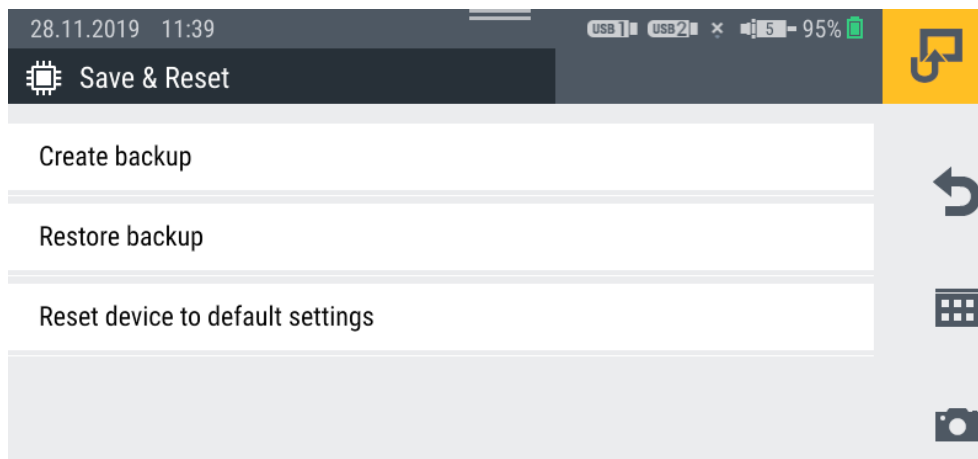 28.11.2019 11:39 USB 1 USB 2 5 95%
Save & Reset
Create backup
Restore backup
Reset device to default settings